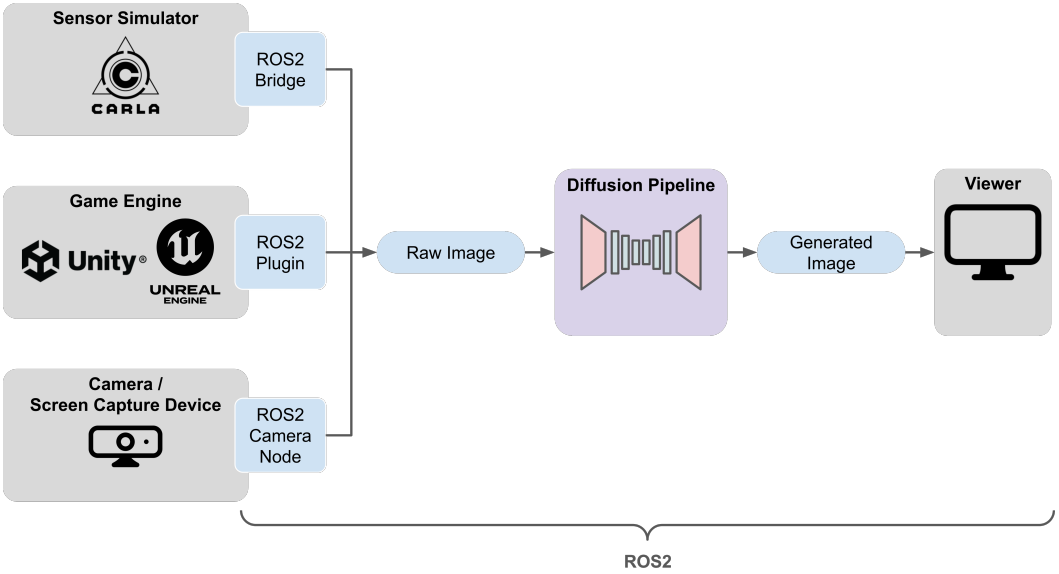 Sensor Simulator
CARLA
ROS2
Bridge
Game Engine
Unity®
UNREAL
ENGINE
ROS2
Plugin
Camera /
Screen Capture Device
ROS2
Camera
Node
Raw Image
Diffusion Pipeline
Generated
Image
Viewer
ROS2